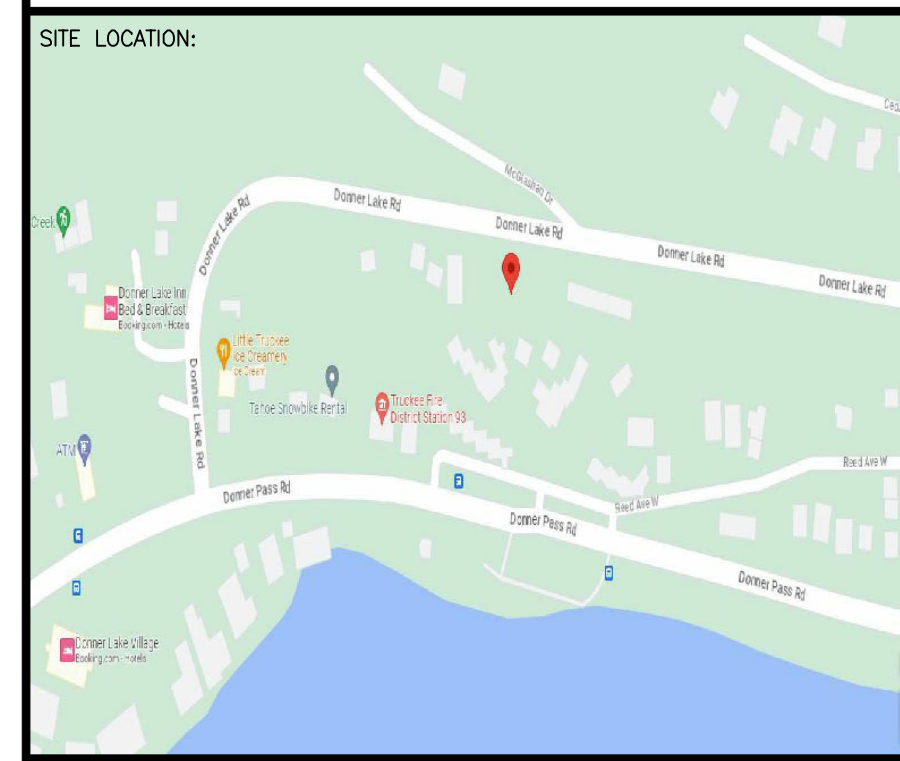 SITE LOCATION:
Ceda
McGlashan Dr
Donner Lake Rd
Donner Lake Rd
Donner Lake Rd
Donner Lake Rd
Donner Lake Rd
Creek
Donner Lake Inn
Bed & Breakfast
Booking.com - Hotels
Little Truckee
Ice Creamery
Ice Cream
Donner Lake Rd
Tahoe Snowbike Rental
Truckee Fire
District Station 93
ATM
Reed Ave W
Donner Pass Rd
Reed Ave W
Donner Pass Rd
Donner Pass Rd
Donner Lake Village
Booking.com - Hotels